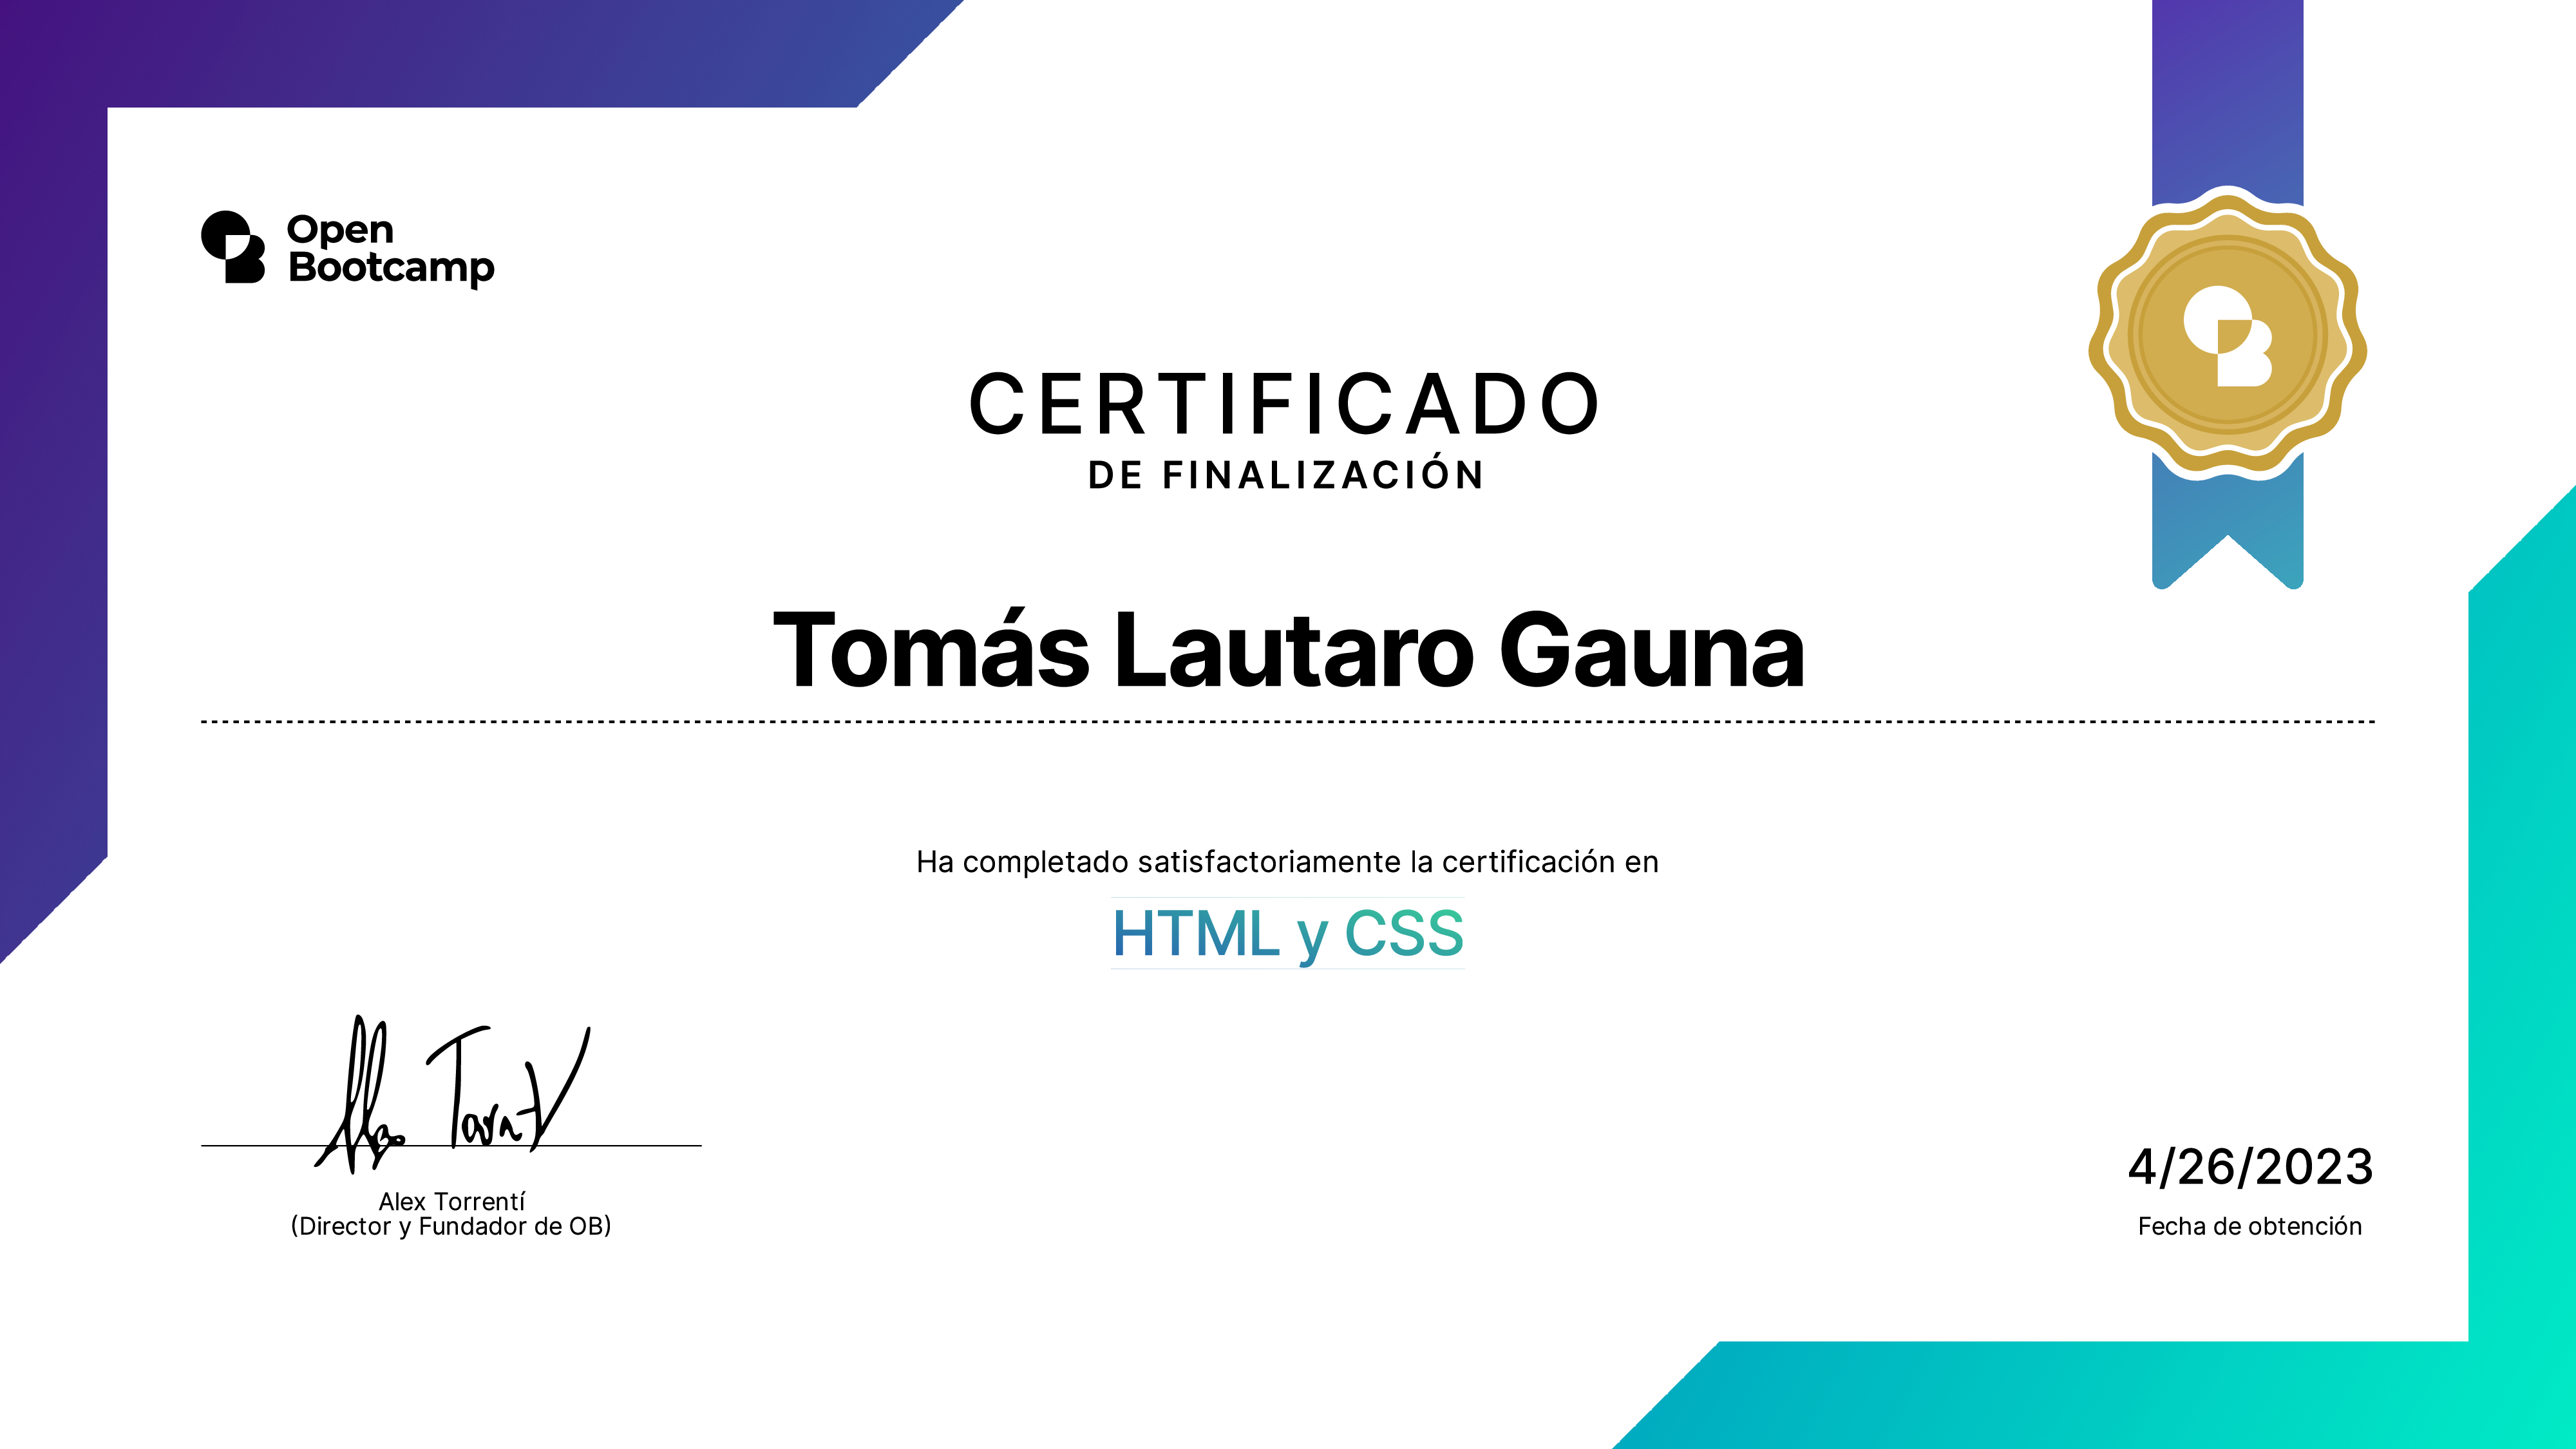 Open
Bootcamp
CERTIFICADO
DE FINALIZACIÓN
Tomás Lautaro Gauna
Ha completado satisfactoriamente la certificación en
HTML y CSS
Alex Torrentí
(Director y Fundador de OB)
4/26/2023
Fecha de obtención